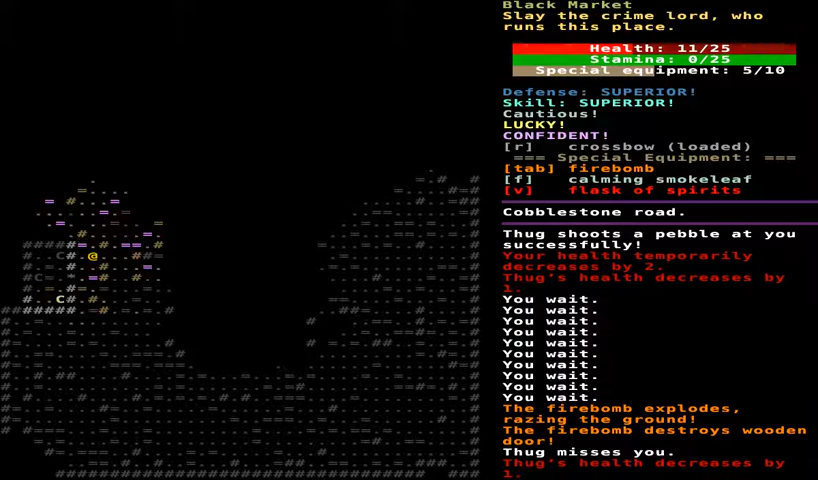 Black Market
Slay the crime lord, who
runs this place.
Health: 11/25
Stamina: 0/25
Special equipment: 5/10
Defense: SUPERIOR!
Skill: SUPERIOR!
Cautious!
LUCKY!
CONFIDENT!
[r] crossbow (loaded)
=== Special Equipment: ===
[tab] firebomb
[f] calming smokeleaf
[v] flask of spirits
Cobblestone road.
Thug shoots a pebble at you
successfully!
Your health temporarily
decreases by 2.
Thug's health decreases by
1.
You wait.
You wait.
You wait.
You wait.
You wait.
You wait.
You wait.
You wait.
You wait.
You wait.
The firebomb explodes,
razing the ground!
The firebomb destroys wooden
door!
Thug misses you.
Thug's health decreases by
1.